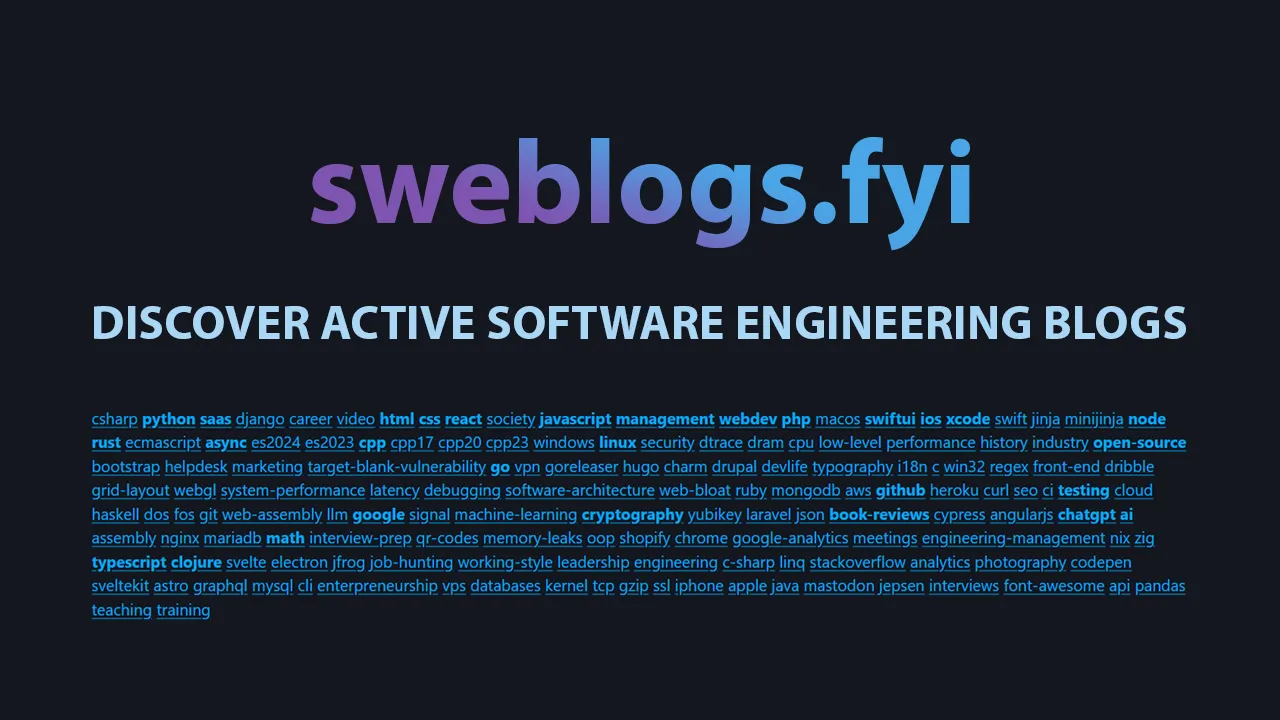 sweblogs.fyi
DISCOVER ACTIVE SOFTWARE ENGINEERING BLOGS
csharp python saas django career video html css react society javascript management webdev php macos swiftui ios xcode swift jinja minijinja node
rust ecmascript async es2024 es2023 cpp cpp17 cpp20 cpp23 windows linux security dtrace dram cpu low-level performance history industry open-source
bootstrap helpdesk marketing target-blank-vulnerability go vpn goreleaser hugo charm drupal devlife typography i18n c win32 regex front-end dribble
grid-layout webgl system-performance latency debugging software-architecture web-bloat ruby mongodb aws github heroku curl seo ci testing cloud
haskell dos fos git web-assembly llm google signal machine-learning cryptography yubikey laravel json book-reviews cypress angularjs chatgpt ai
assembly nginx mariadb math interview-prep qr-codes memory-leaks oop shopify chrome google-analytics meetings engineering-management nix zig
typescript clojure svelte electron jfrog job-hunting working-style leadership engineering c-sharp linq stackoverflow analytics photography codepen
sveltekit astro graphql mysql cli enterpreneurship vps databases kernel tcp gzip ssl iphone apple java mastodon jepsen interviews font-awesome api pandas
teaching training